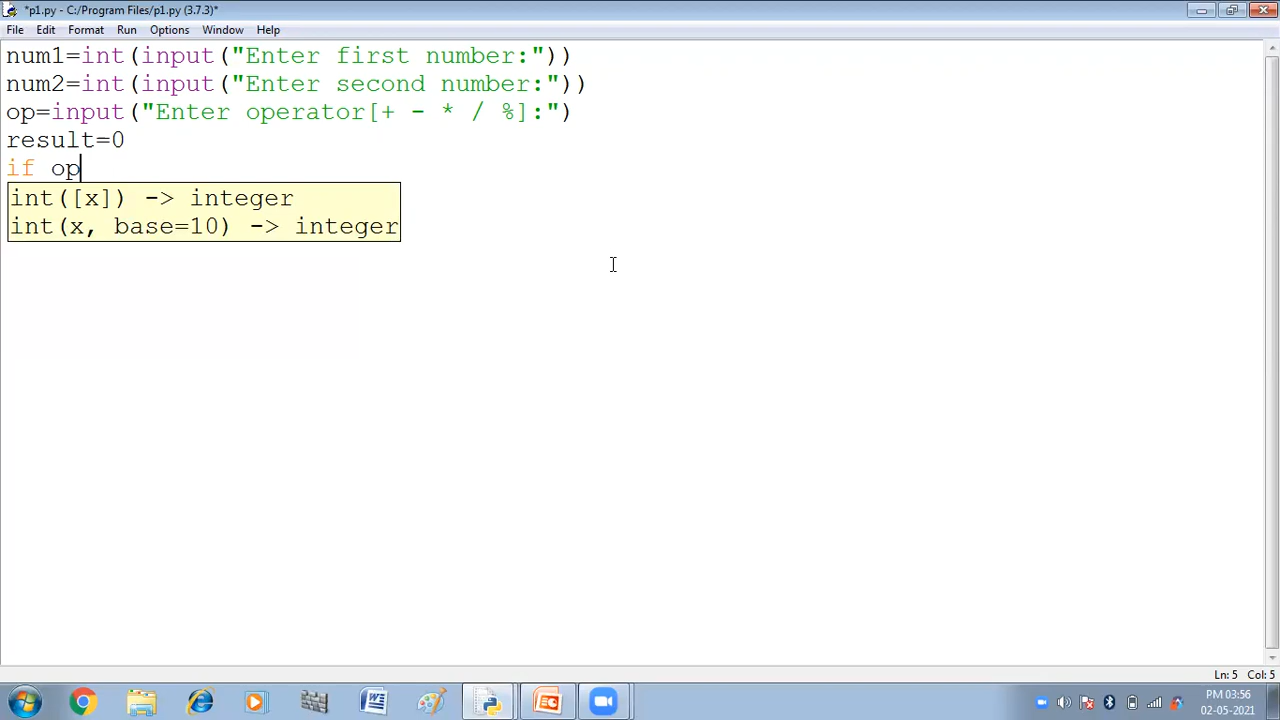 *p1.py - C:/Program Files/p1.py (3.7.3)*
File Edit Format Run Options Window Help
num1=int(input("Enter first number:"))
num2=int(input("Enter second number:"))
op=input("Enter operator[+ - * / %]:")
result=0
if op
int([x]) -> integer
int(x, base=10) -> integer
Ln: 5 Col: 5
PM 03:56
02-05-2021